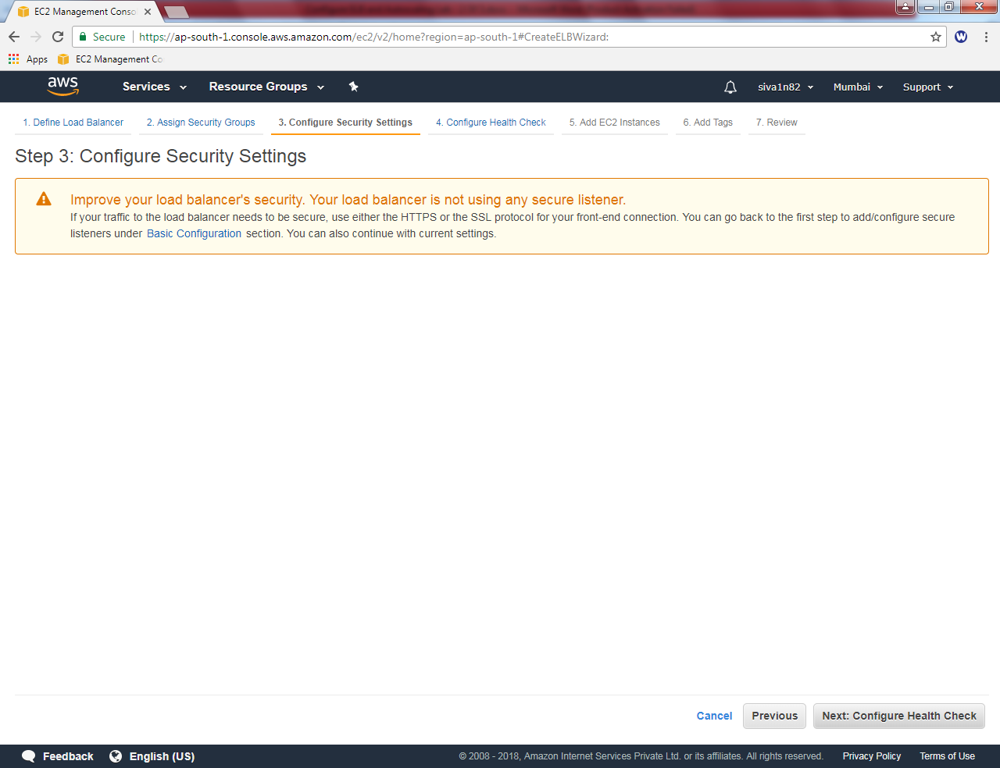 EC2 Management Conso
Secure https://ap-south-1.console.aws.amazon.com/ec2/v2/home?region=ap-south-1#CreateELBWizard:
Apps EC2 Management Co
aws Services Resource Groups siva1n82 Mumbai Support
1. Define Load Balancer 2. Assign Security Groups 3. Configure Security Settings 4. Configure Health Check 5. Add EC2 Instances 6. Add Tags 7. Review
Step 3: Configure Security Settings
Improve your load balancer's security. Your load balancer is not using any secure listener.
If your traffic to the load balancer needs to be secure, use either the HTTPS or the SSL protocol for your front-end connection. You can go back to the first step to add/configure secure
listeners under Basic Configuration section. You can also continue with current settings.
Cancel Previous Next: Configure Health Check
Feedback English (US) © 2008 - 2018, Amazon Internet Services Private Ltd. or its affiliates. All rights reserved. Privacy Policy Terms of Use